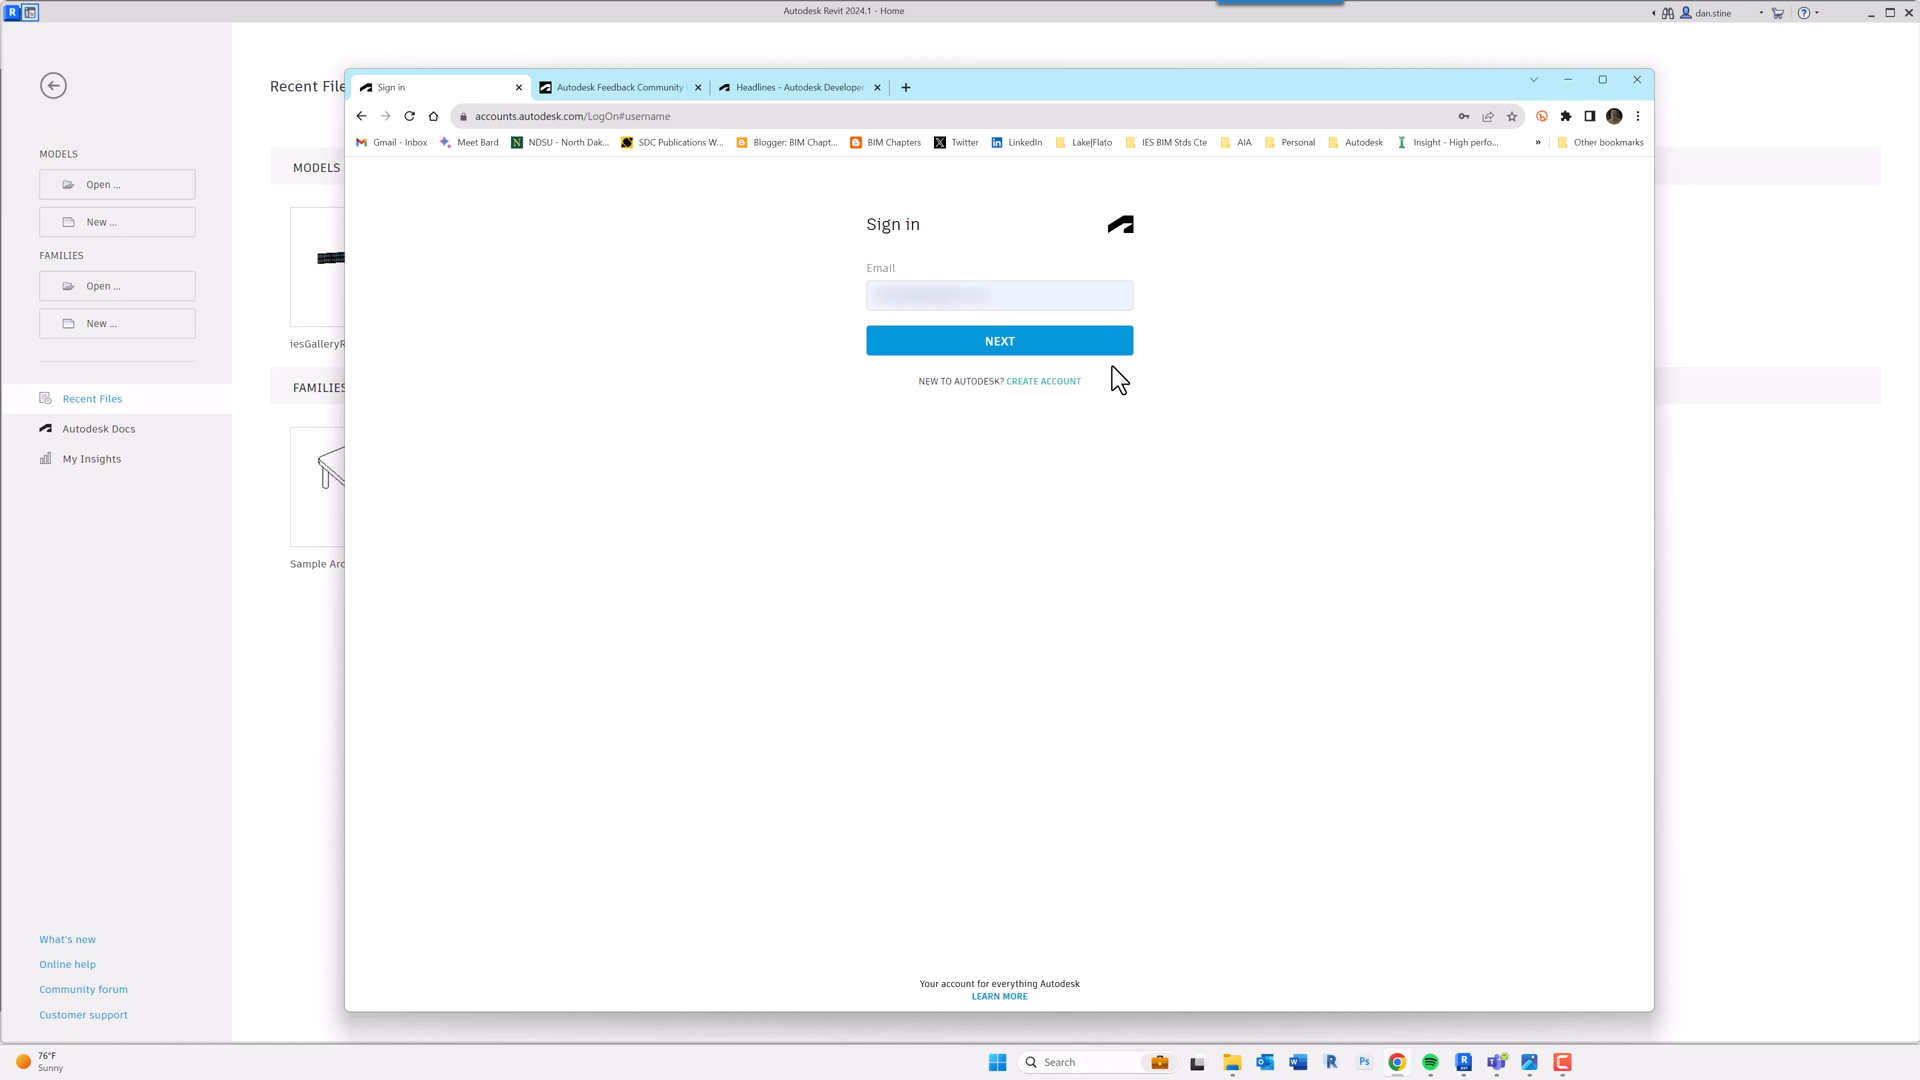 Autodesk Revit 2024.1 - Home
dan.stine
Recent File
MODELS
Open ...
New ...
FAMILIES
Open ...
New ...
Recent Files
Autodesk Docs
My Insights
What's new
Online help
Community forum
Customer support
MODELS
iesGalleryR
FAMILIES
Sample Arc
Sign in
Autodesk Feedback Community
Headlines - Autodesk Developer
accounts.autodesk.com/LogOn#username
Gmail - Inbox
Meet Bard
NDSU - North Dak...
SDC Publications W...
Blogger: BIM Chapt...
BIM Chapters
Twitter
LinkedIn
Lake|Flato
IES BIM Stds Cte
AIA
Personal
Autodesk
Insight - High perfo...
»
Other bookmarks
Sign in
Email
NEXT
NEW TO AUTODESK? CREATE ACCOUNT
Your account for everything Autodesk
LEARN MORE
76°F
Sunny
Search
Ps